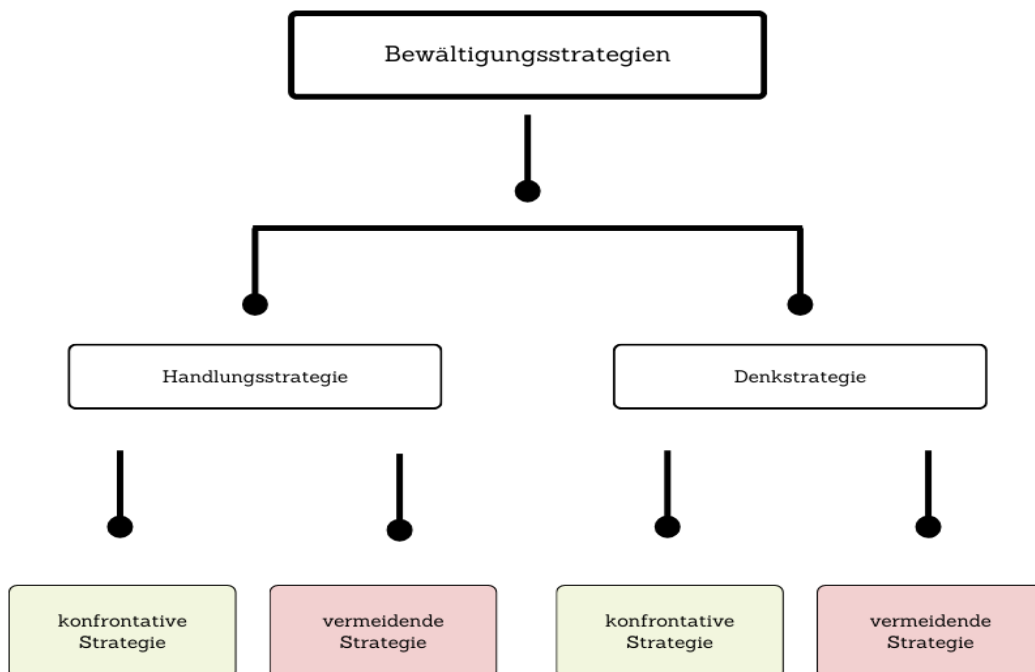 Bewältigungsstrategien
Handlungsstrategie
Denkstrategie
konfrontative
Strategie
vermeidende
Strategie
konfrontative
Strategie
vermeidende
Strategie